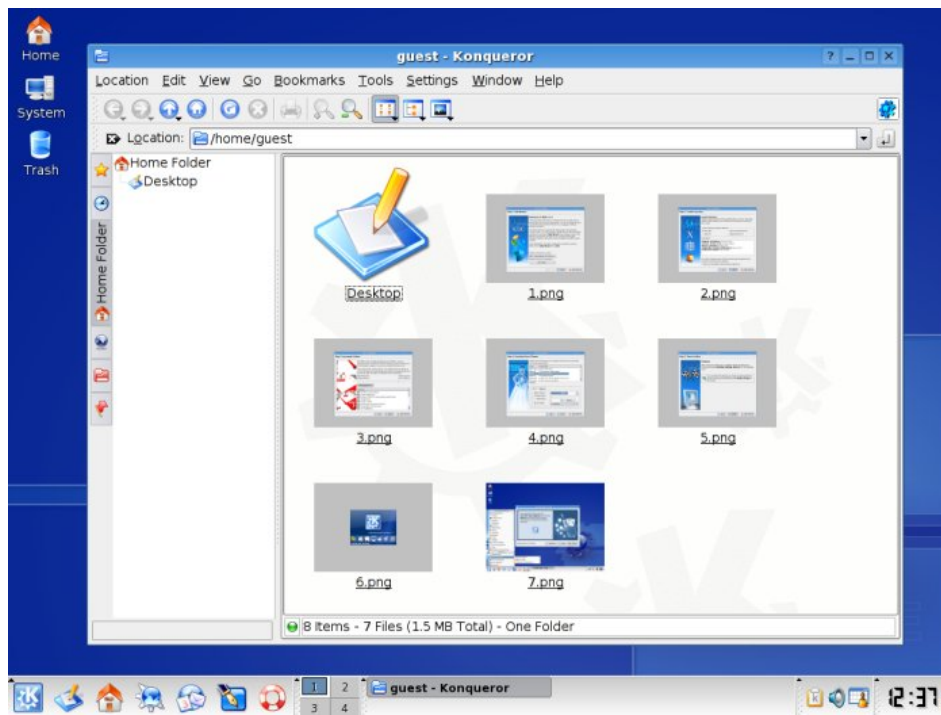 Home
System
Trash
guest - Konqueror
Location Edit View Go Bookmarks Tools Settings Window Help
Location: /home/guest
Home Folder
Desktop
Home Folder
Desktop
1.png
2.png
3.png
4.png
5.png
6.png
7.png
8 Items - 7 Files (1.5 MB Total) - One Folder
1 2
guest - Konqueror
3 4
12:37